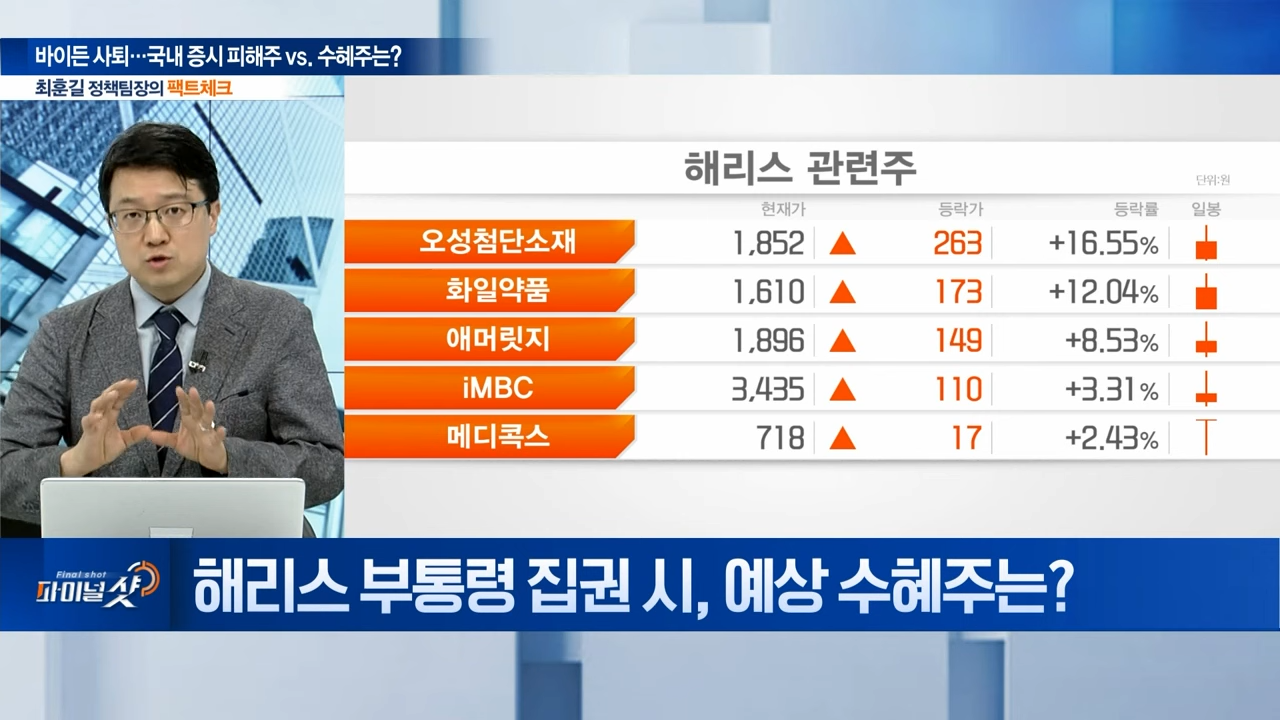 바이든 사퇴…국내 증시 피해주 vs. 수혜주는?
최훈길 정책팀장의 팩트체크
해리스 관련주
단위:원
현재가 등락가 등락률 일봉
오성첨단소재 1,852 ▲ 263 +16.55%
화일약품 1,610 ▲ 173 +12.04%
애머릿지 1,896 ▲ 149 +8.53%
iMBC 3,435 ▲ 110 +3.31%
메디콕스 718 ▲ 17 +2.43%
Final shot
파이널 샷
해리스 부통령 집권 시, 예상 수혜주는?